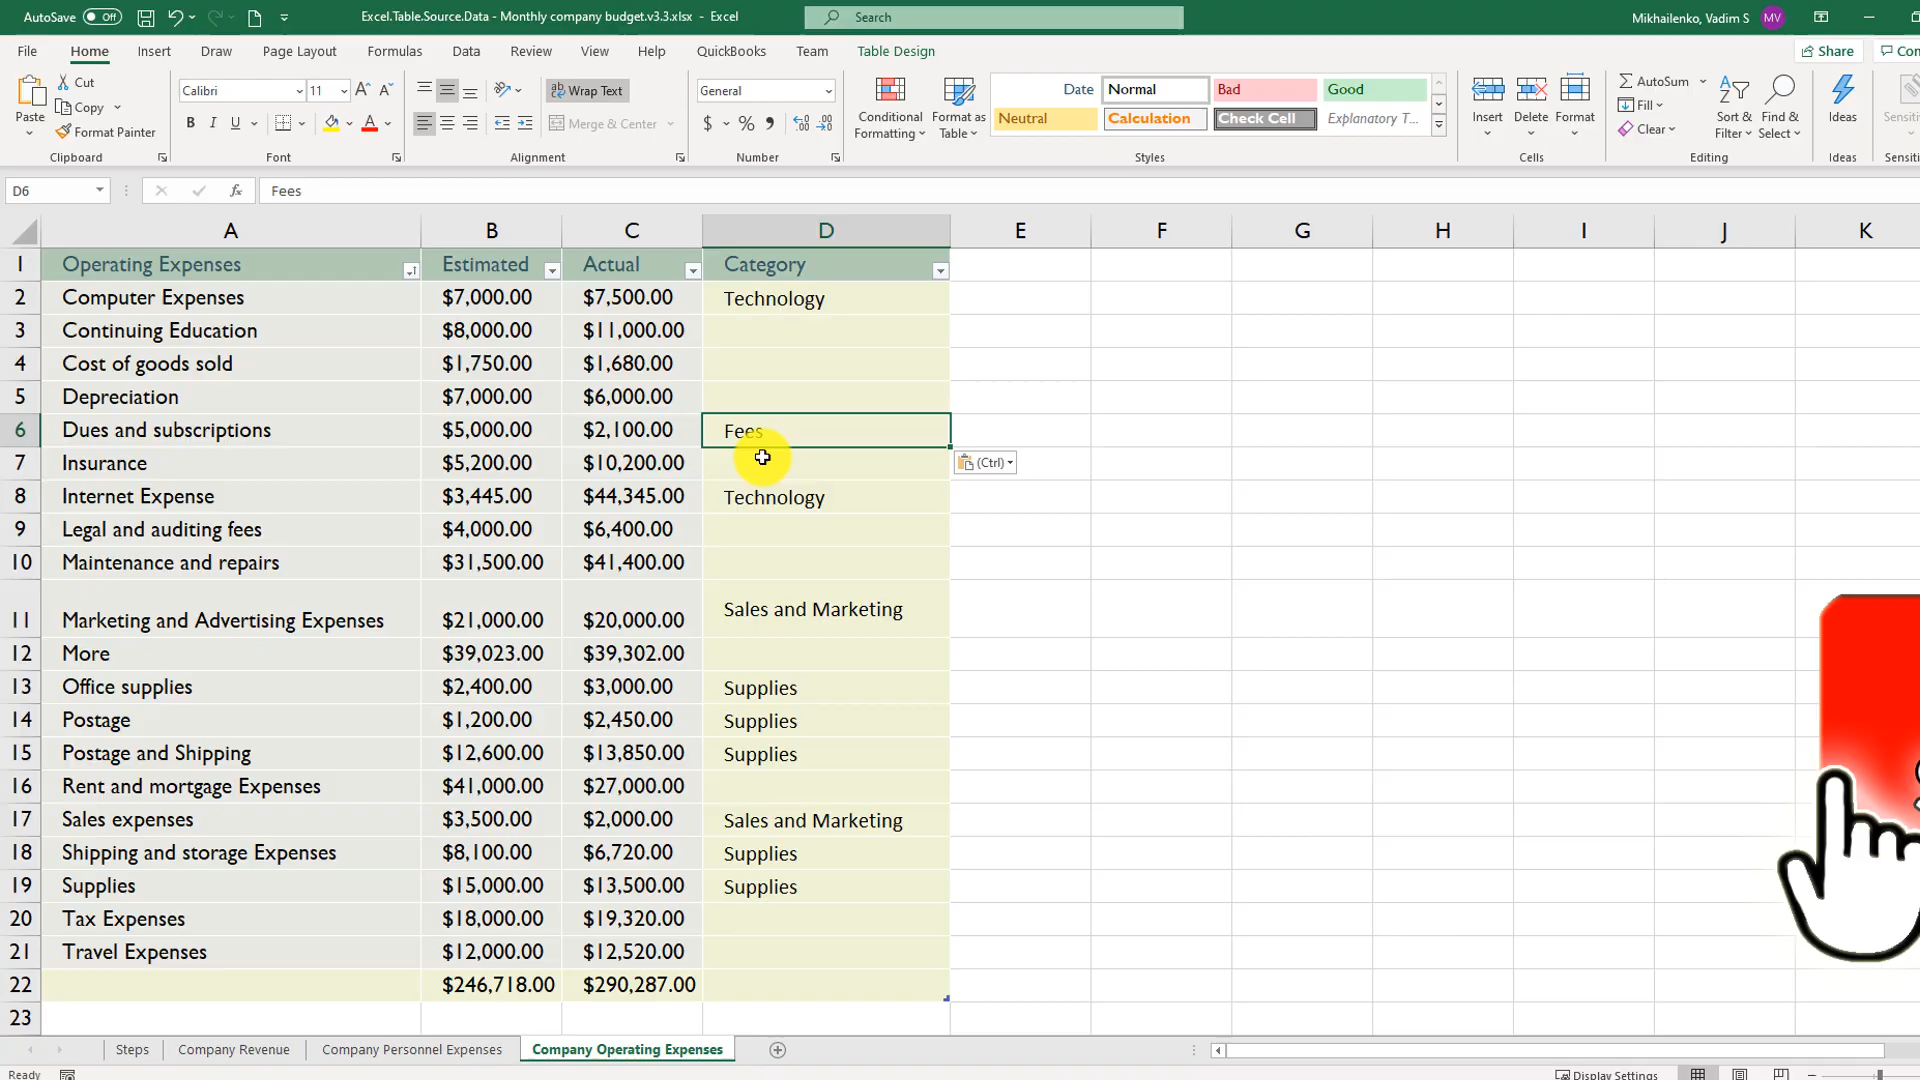 AutoSave Off Excel.Table.Source.Data - Monthly company budget.v3.3.xlsx - Excel Search Mikhailenko, Vadim S MV
File Home Insert Draw Page Layout Formulas Data Review View Help QuickBooks Team Table Design Share
Paste Cut Copy Format Painter Clipboard
Calibri 11 B I U A Font
Wrap Text Merge & Center Alignment
General $ % Number
Conditional Formatting Format as Table
Date Normal Bad Good
Neutral Calculation Check Cell Explanatory T...
Styles
Insert Delete Format Cells
AutoSum Fill Clear Sort & Filter Find & Select Editing
Ideas Ideas
D6 fx Fees
A B C D E F G H I J K
1 Operating Expenses Estimated Actual Category
2 Computer Expenses $7,000.00 $7,500.00 Technology
3 Continuing Education $8,000.00 $11,000.00
4 Cost of goods sold $1,750.00 $1,680.00
5 Depreciation $7,000.00 $6,000.00
6 Dues and subscriptions $5,000.00 $2,100.00 Fees
7 Insurance $5,200.00 $10,200.00 (Ctrl)
8 Internet Expense $3,445.00 $44,345.00 Technology
9 Legal and auditing fees $4,000.00 $6,400.00
10 Maintenance and repairs $31,500.00 $41,400.00
11 Marketing and Advertising Expenses $21,000.00 $20,000.00 Sales and Marketing
12 More $39,023.00 $39,302.00
13 Office supplies $2,400.00 $3,000.00 Supplies
14 Postage $1,200.00 $2,450.00 Supplies
15 Postage and Shipping $12,600.00 $13,850.00 Supplies
16 Rent and mortgage Expenses $41,000.00 $27,000.00
17 Sales expenses $3,500.00 $2,000.00 Sales and Marketing
18 Shipping and storage Expenses $8,100.00 $6,720.00 Supplies
19 Supplies $15,000.00 $13,500.00 Supplies
20 Tax Expenses $18,000.00 $19,320.00
21 Travel Expenses $12,000.00 $12,520.00
22 $246,718.00 $290,287.00
23
Steps Company Revenue Company Personnel Expenses Company Operating Expenses
Ready Display Settings